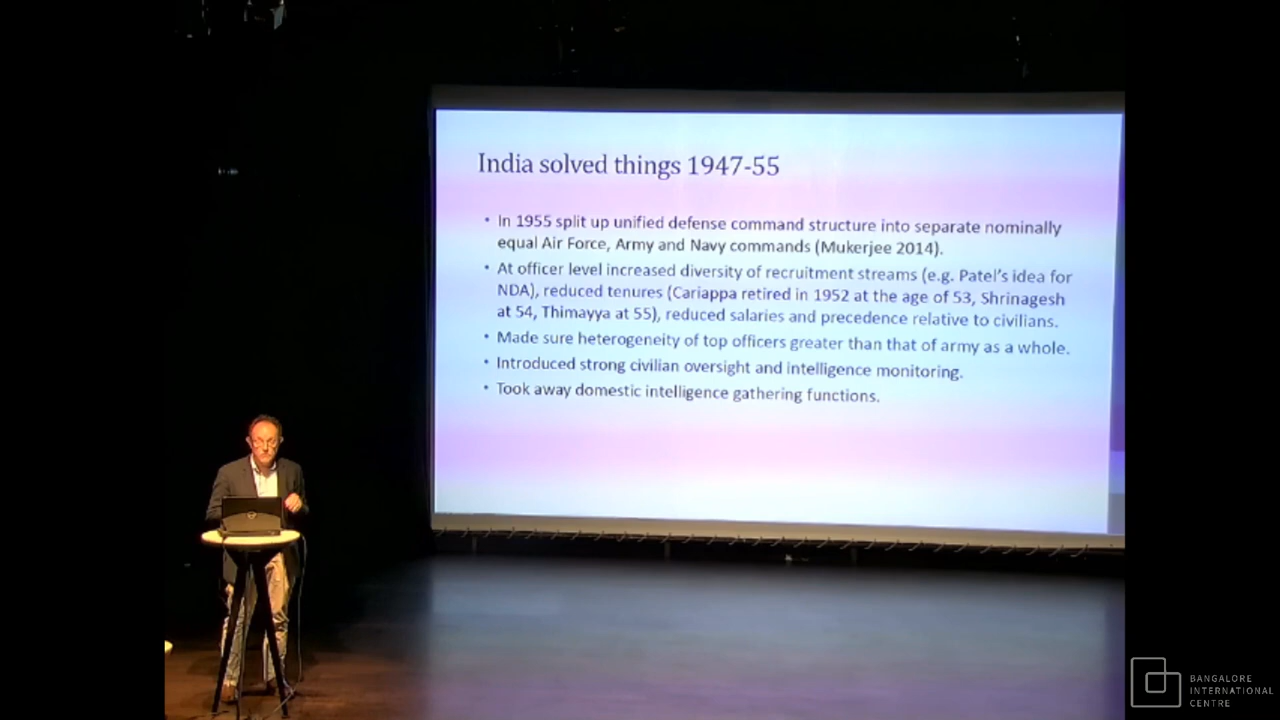 India solved things 1947-55
• In 1955 split up unified defense command structure into separate nominally
equal Air Force, Army and Navy commands (Mukerjee 2014).
• At officer level increased diversity of recruitment streams (e.g. Patel's idea for
NDA), reduced tenures (Cariappa retired in 1952 at the age of 53, Shrinagesh
at 54, Thimayya at 55), reduced salaries and precedence relative to civilians.
• Made sure heterogeneity of top officers greater than that of army as a whole.
• Introduced strong civilian oversight and intelligence monitoring.
• Took away domestic intelligence gathering functions.
BANGALORE
INTERNATIONAL
CENTRE